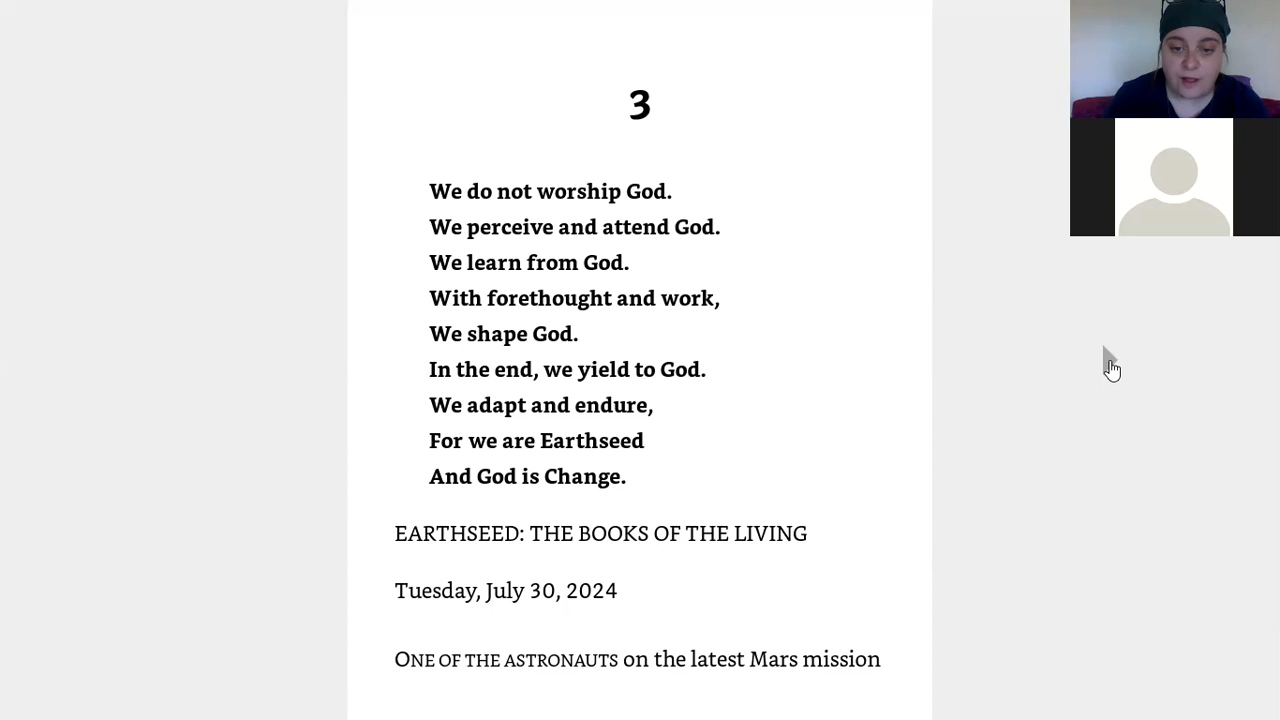 3
We do not worship God.
We perceive and attend God.
We learn from God.
With forethought and work,
We shape God.
In the end, we yield to God.
We adapt and endure,
For we are Earthseed
And God is Change.
EARTHSEED: THE BOOKS OF THE LIVING
Tuesday, July 30, 2024
ONE OF THE ASTRONAUTS on the latest Mars mission